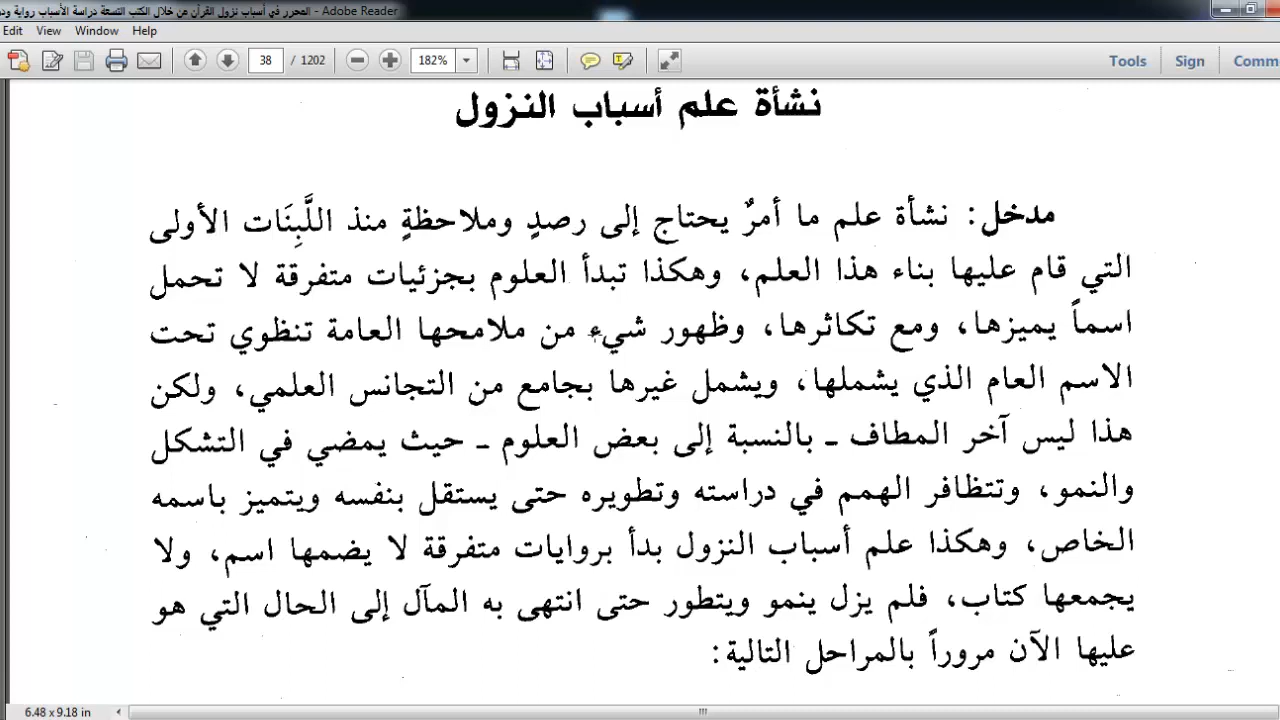 المحرر في أسباب نزول القرآن من خلال الكتب التسعة دراسة الأسباب رواية ود - Adobe Reader
Edit View Window Help
38 / 1202 182% Tools Sign Comm
نشأة علم أسباب النزول
مدخل: نشأة علم ما أمرٌ يحتاج إلى رصدٍ وملاحظةٍ منذ اللَّبِنَات الأولى
التي قام عليها بناء هذا العلم، وهكذا تبدأ العلوم بجزئيات متفرقة لا تحمل
اسماً يميزها، ومع تكاثرها، وظهور شيءٍ من ملامحها العامة تنظوي تحت
الاسم العام الذي يشملها، ويشمل غيرها بجامع من التجانس العلمي، ولكن
هذا ليس آخر المطاف ـ بالنسبة إلى بعض العلوم ـ حيث يمضي في التشكل
والنمو، وتتظافر الهمم في دراسته وتطويره حتى يستقل بنفسه ويتميز باسمه
الخاص، وهكذا علم أسباب النزول بدأ بروايات متفرقة لا يضمها اسم، ولا
يجمعها كتاب، فلم يزل ينمو ويتطور حتى انتهى به المآل إلى الحال التي هو
عليها الآن مروراً بالمراحل التالية:
6.48 x 9.18 in